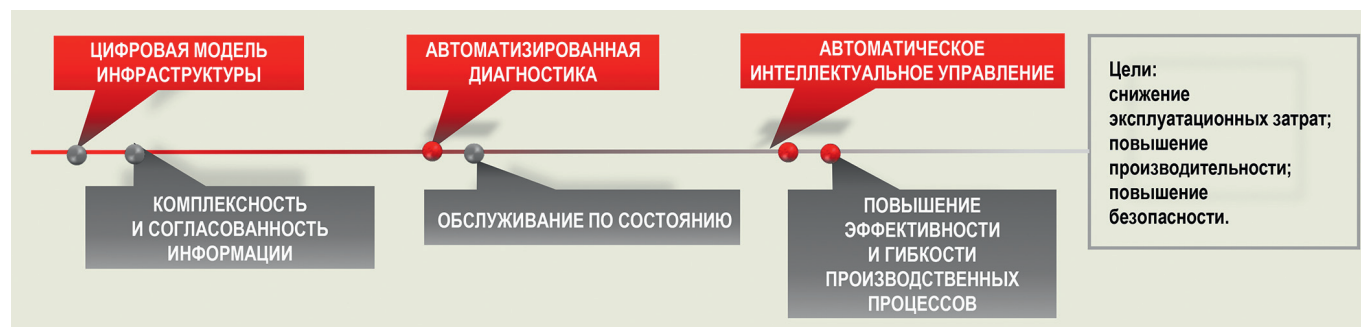 ЦИФРОВАЯ МОДЕЛЬ
ИНФРАСТРУКТУРЫ
АВТОМАТИЗИРОВАННАЯ
ДИАГНОСТИКА
АВТОМАТИЧЕСКОЕ
ИНТЕЛЛЕКТУАЛЬНОЕ УПРАВЛЕНИЕ
КОМПЛЕКСНОСТЬ
И СОГЛАСОВАННОСТЬ
ИНФОРМАЦИИ
ОБСЛУЖИВАНИЕ ПО СОСТОЯНИЮ
ПОВЫШЕНИЕ
ЭФФЕКТИВНОСТИ
И ГИБКОСТИ
ПРОИЗВОДСТВЕННЫХ
ПРОЦЕССОВ
Цели:
снижение
эксплуатационных затрат;
повышение
производительности;
повышение
безопасности.